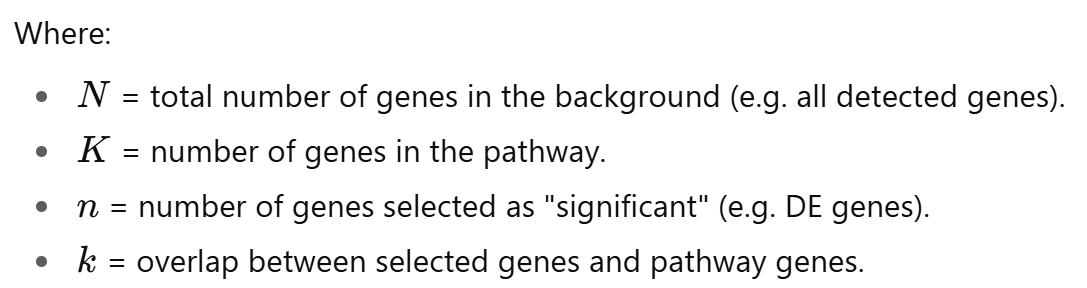 Where:
• N = total number of genes in the background (e.g. all detected genes).
• K = number of genes in the pathway.
• n = number of genes selected as "significant" (e.g. DE genes).
• k = overlap between selected genes and pathway genes.